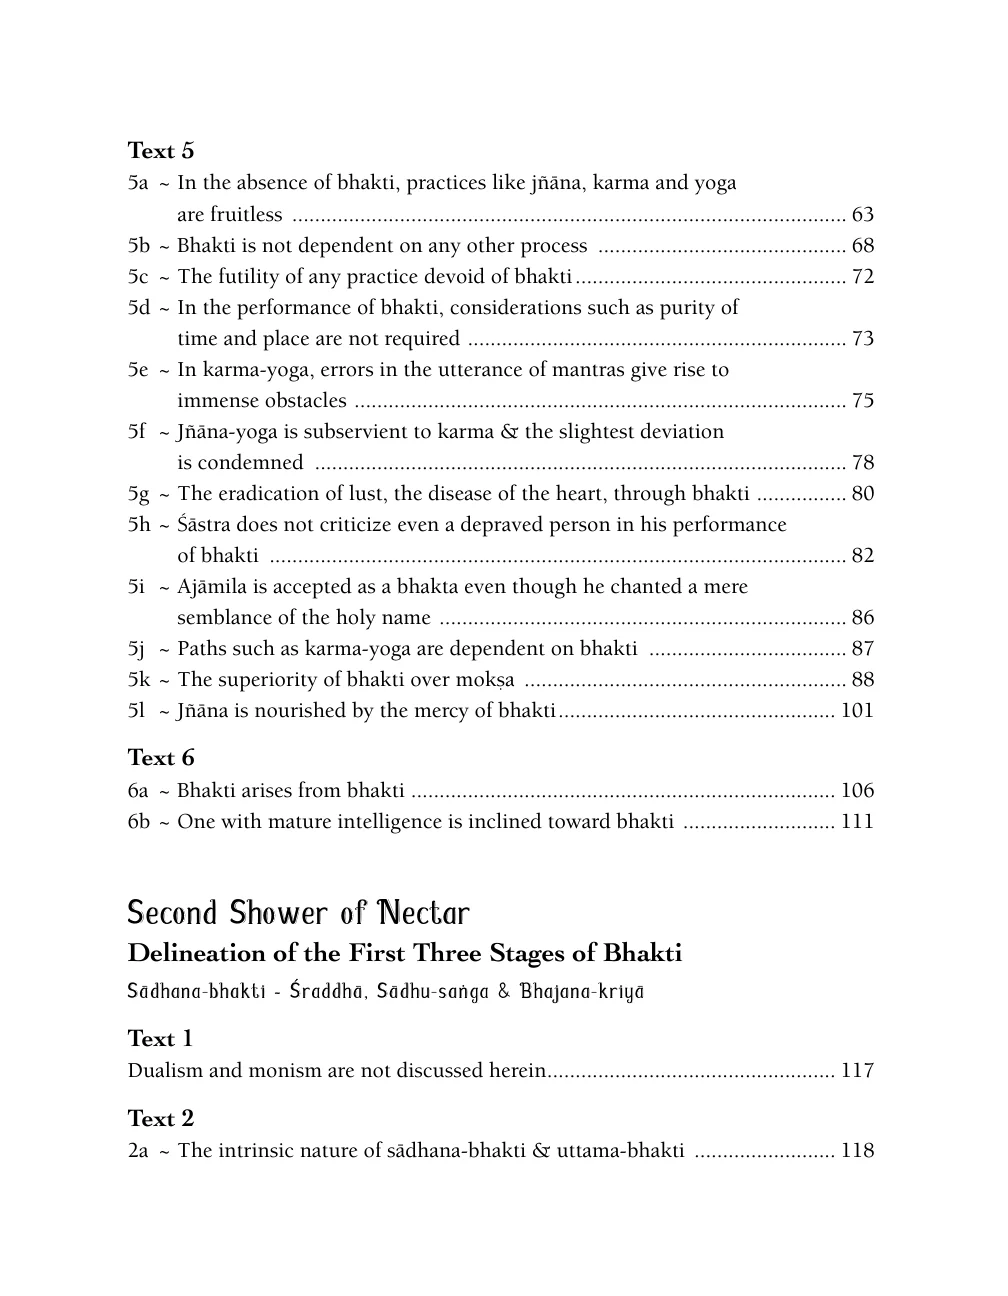 Text 5
5a ~ In the absence of bhakti, practices like jñāna, karma and yoga
are fruitless .................................................................................................. 63
5b ~ Bhakti is not dependent on any other process ............................................ 68
5c ~ The futility of any practice devoid of bhakti................................................ 72
5d ~ In the performance of bhakti, considerations such as purity of
time and place are not required ................................................................... 73
5e ~ In karma-yoga, errors in the utterance of mantras give rise to
immense obstacles ....................................................................................... 75
5f ~ Jñāna-yoga is subservient to karma & the slightest deviation
is condemned .............................................................................................. 78
5g ~ The eradication of lust, the disease of the heart, through bhakti ................ 80
5h ~ Śāstra does not criticize even a depraved person in his performance
of bhakti ...................................................................................................... 82
5i ~ Ajāmila is accepted as a bhakta even though he chanted a mere
semblance of the holy name ........................................................................ 86
5j ~ Paths such as karma-yoga are dependent on bhakti ................................... 87
5k ~ The superiority of bhakti over mokṣa ......................................................... 88
5l ~ Jñāna is nourished by the mercy of bhakti................................................. 101
Text 6
6a ~ Bhakti arises from bhakti ........................................................................... 106
6b ~ One with mature intelligence is inclined toward bhakti ........................... 111
Second Shower of Nectar
Delineation of the First Three Stages of Bhakti
Sādhana-bhakti - Śraddhā, Sādhu-saṅga & Bhajana-kriyā
Text 1
Dualism and monism are not discussed herein................................................... 117
Text 2
2a ~ The intrinsic nature of sādhana-bhakti & uttama-bhakti ......................... 118